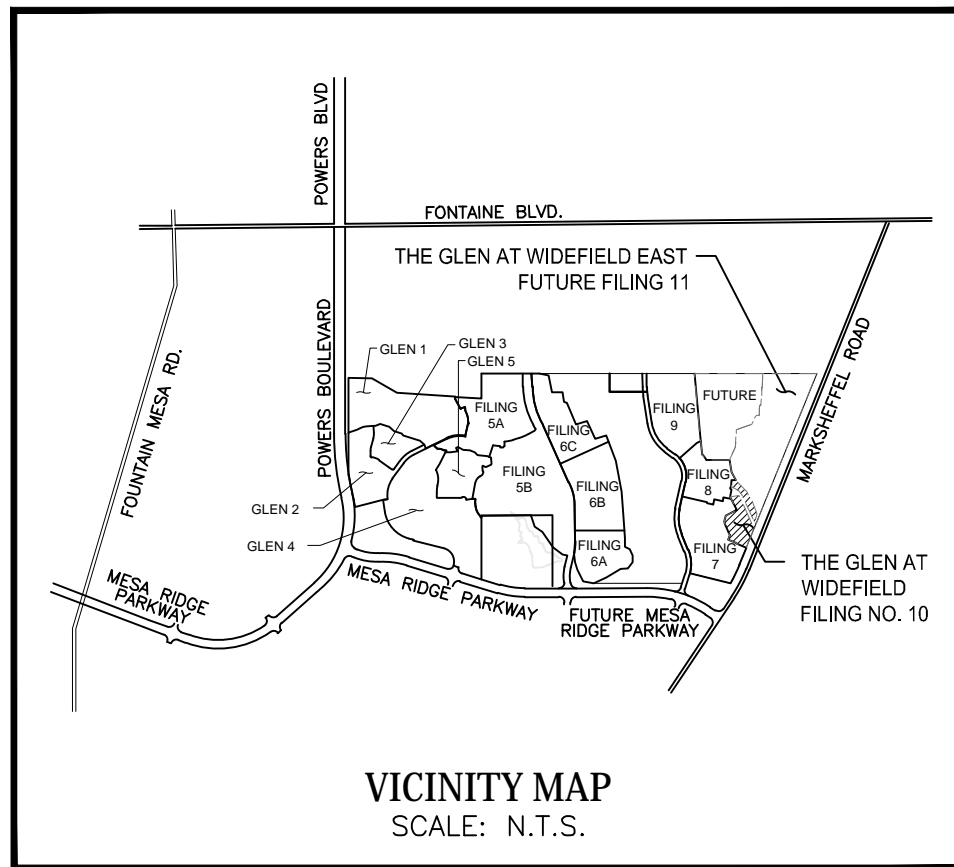 POWERS BLVD
FONTAINE BLVD.
THE GLEN AT WIDEFIELD EAST
FUTURE FILING 11
POWERS BOULEVARD
FOUNTAIN MESA RD.
MARKSHEFFEL ROAD
GLEN 1
GLEN 3
GLEN 5
FILING
5A
FILING
6C
FILING
9
FUTURE
GLEN 2
FILING
5B
FILING
6B
FILING
8
GLEN 4
FILING
6A
FILING
7
THE GLEN AT
WIDEFIELD
FILING NO. 10
MESA RIDGE
PARKWAY
MESA RIDGE PARKWAY
FUTURE MESA
RIDGE PARKWAY
VICINITY MAP
SCALE: N.T.S.